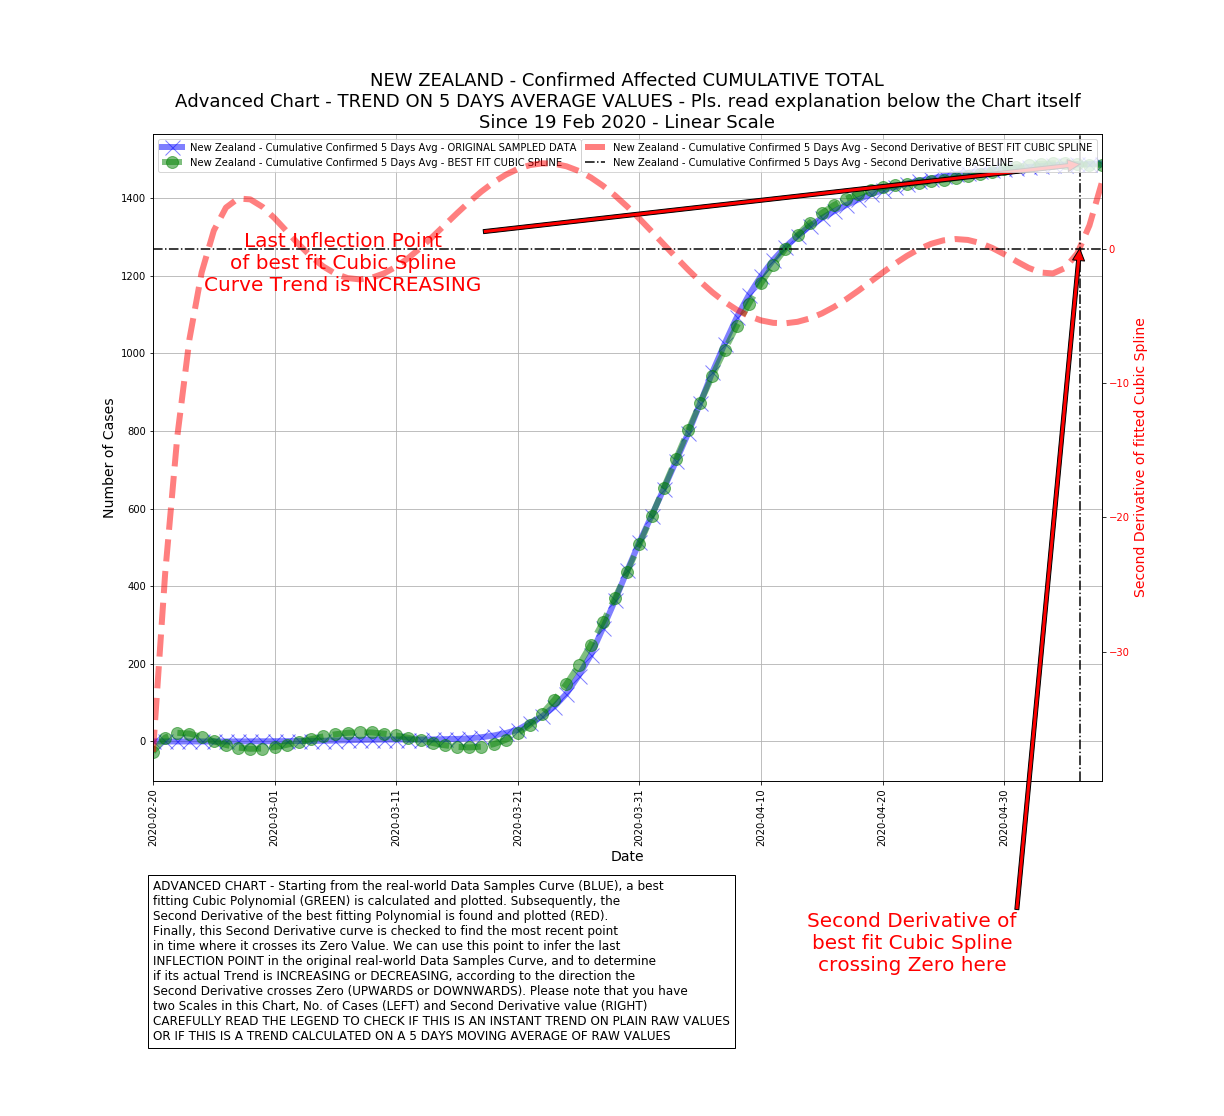 NEW ZEALAND - Confirmed Affected CUMULATIVE TOTAL
Advanced Chart - TREND ON 5 DAYS AVERAGE VALUES - Pls. read explanation below the Chart itself
Since 19 Feb 2020 - Linear Scale
New Zealand - Cumulative Confirmed 5 Days Avg - ORIGINAL SAMPLED DATA
New Zealand - Cumulative Confirmed 5 Days Avg - BEST FIT CUBIC SPLINE
New Zealand - Cumulative Confirmed 5 Days Avg - Second Derivative of BEST FIT CUBIC SPLINE
New Zealand - Cumulative Confirmed 5 Days Avg - Second Derivative BASELINE
Last Inflection Point
of best fit Cubic Spline
Curve Trend is INCREASING
Number of Cases
1400
1200
1000
800
600
400
200
0
0
−10
−20
−30
Second Derivative of fitted Cubic Spline
2020-02-20
2020-03-01
2020-03-11
2020-03-21
2020-03-31
2020-04-10
2020-04-20
2020-04-30
Date
ADVANCED CHART - Starting from the real-world Data Samples Curve (BLUE), a best
fitting Cubic Polynomial (GREEN) is calculated and plotted. Subsequently, the
Second Derivative of the best fitting Polynomial is found and plotted (RED).
Finally, this Second Derivative curve is checked to find the most recent point
in time where it crosses its Zero Value. We can use this point to infer the last
INFLECTION POINT in the original real-world Data Samples Curve, and to determine
if its actual Trend is INCREASING or DECREASING, according to the direction the
Second Derivative crosses Zero (UPWARDS or DOWNWARDS). Please note that you have
two Scales in this Chart, No. of Cases (LEFT) and Second Derivative value (RIGHT)
CAREFULLY READ THE LEGEND TO CHECK IF THIS IS AN INSTANT TREND ON PLAIN RAW VALUES
OR IF THIS IS A TREND CALCULATED ON A 5 DAYS MOVING AVERAGE OF RAW VALUES
Second Derivative of
best fit Cubic Spline
crossing Zero here